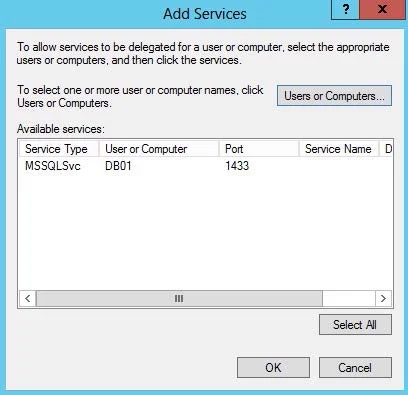 Add Services
?
x
To allow services to be delegated for a user or computer, select the appropriate
users or computers, and then click the services.
To select one or more user or computer names, click
Users or Computers.
Users or Computers...
Available services:
Service Type User or Computer Port Service Name D
MSSQLSvc DB01 1433
Select All
OK Cancel